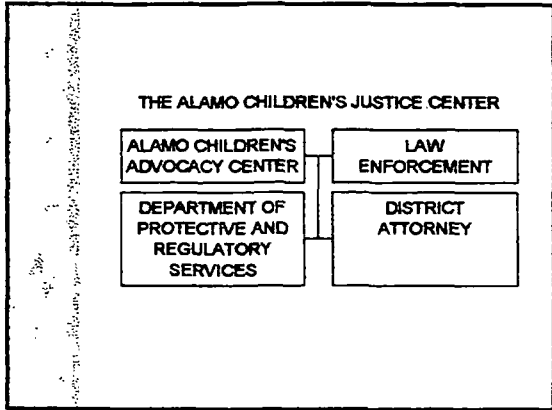 THE ALAMO CHILDREN'S JUSTICE CENTER
ALAMO CHILDREN'S
ADVOCACY CENTER
LAW
ENFORCEMENT
DEPARTMENT OF
PROTECTIVE AND
REGULATORY
SERVICES
DISTRICT
ATTORNEY